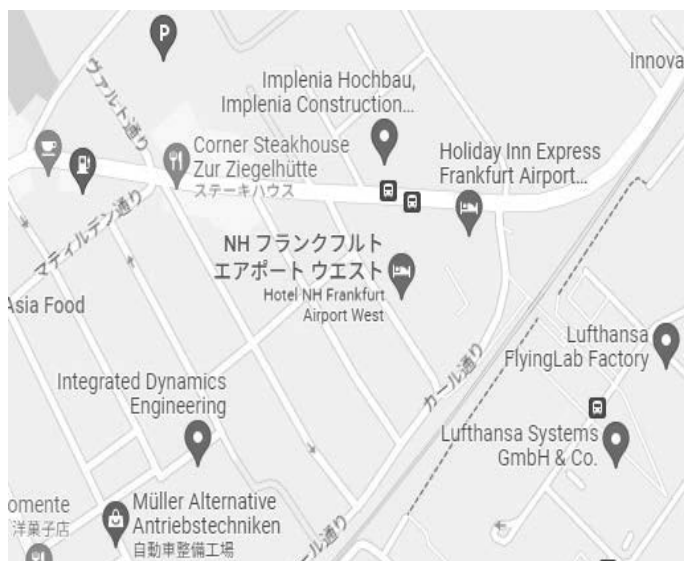 P
Innova
ヴァルト通り
Implenia Hochbau,
Implenia Construction...
Corner Steakhouse
Zur Ziegelhütte
ステーキハウス
Holiday Inn Express
Frankfurt Airport...
マティルデン通り
NH フランクフルト
エアポート ウエスト
Hotel NH Frankfurt
Airport West
Asia Food
Lufthansa
FlyingLab Factory
カール通り
Integrated Dynamics
Engineering
Lufthansa Systems
GmbH & Co.
omente
洋菓子店
Müller Alternative
Antriebstechniken
自動車整備工場
ール通り